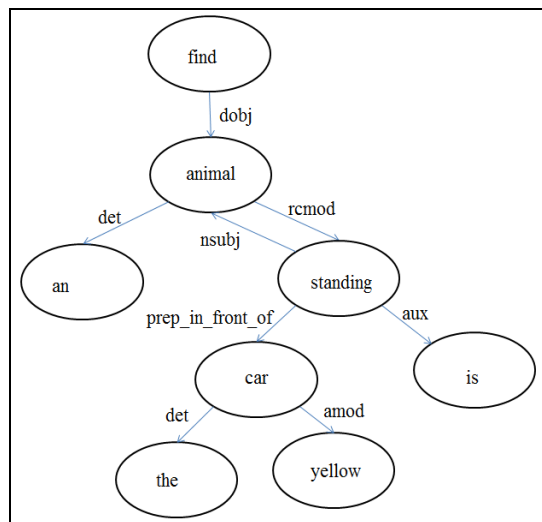 find
dobj
animal
det
rcmod
nsubj
an
standing
prep_in_front_of
aux
car
is
det
amod
the
yellow